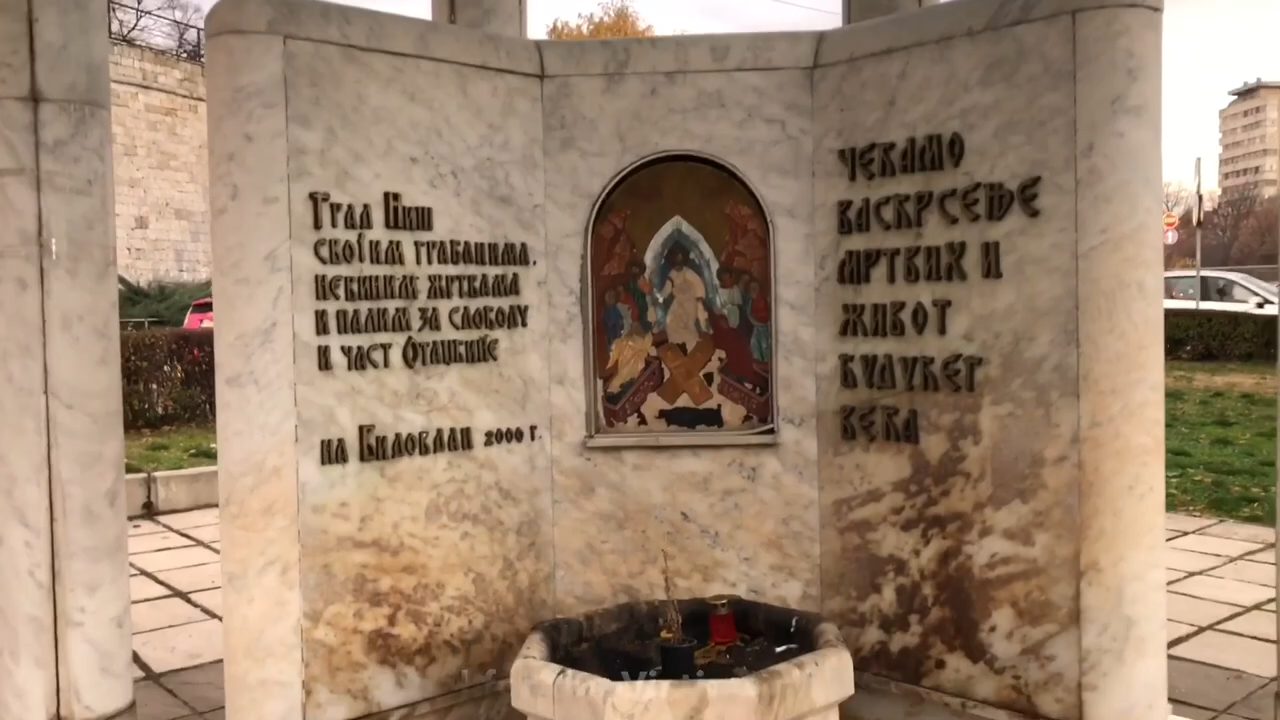 Град Ниш
својим грађанима,
невиним жртвама
и палим за слободу
и част Отаџбине
на Видовдан 2000 г.
чекамо
васкрсење
мртвих и
живот
будућег
века